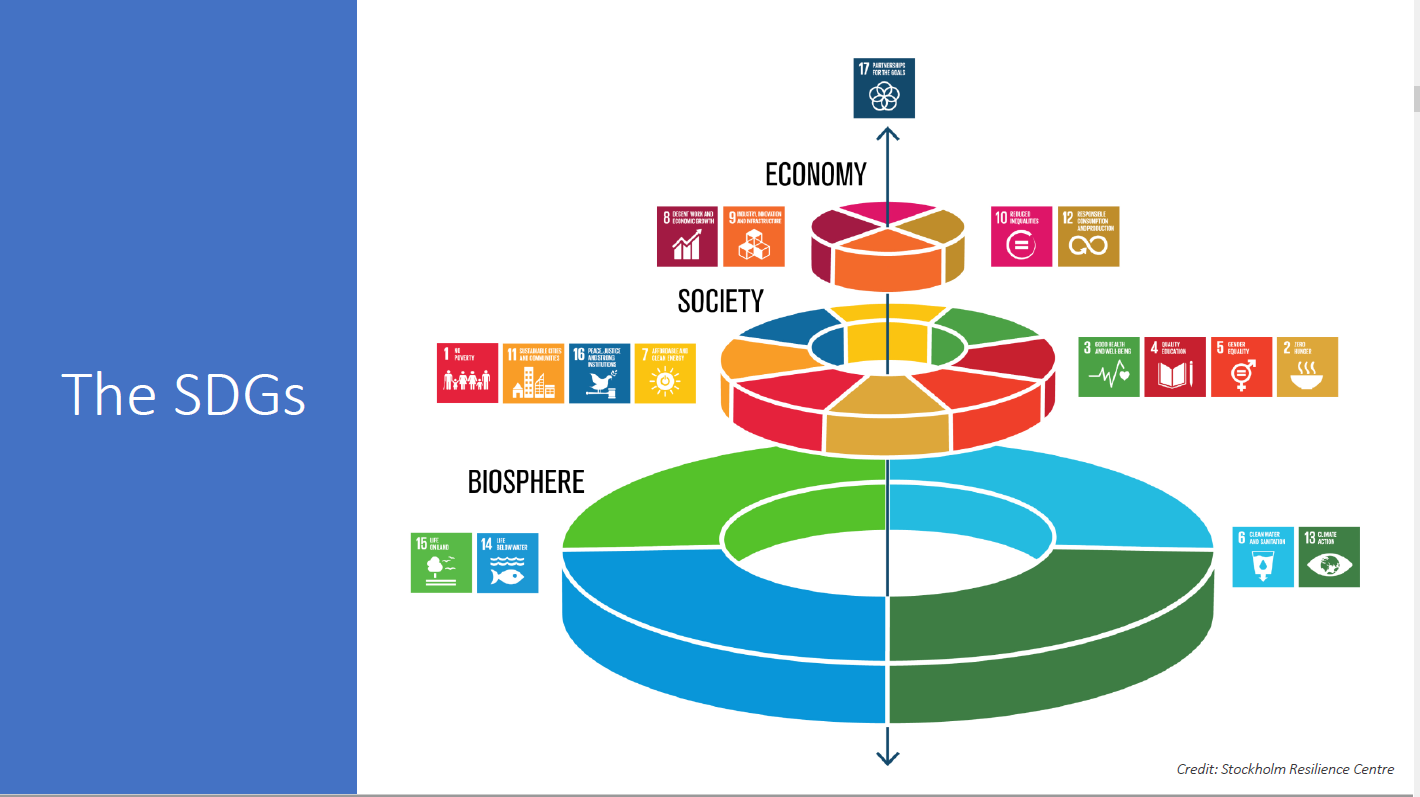 The SDGs
17 PARTNERSHIPS
FOR THE GOALS
ECONOMY
8 DECENT WORK AND
ECONOMIC GROWTH
9 INDUSTRY, INNOVATION
AND INFRASTRUCTURE
10 REDUCED
INEQUALITIES
12 RESPONSIBLE
CONSUMPTION
AND PRODUCTION
SOCIETY
1 NO
POVERTY
11 SUSTAINABLE CITIES
AND COMMUNITIES
16 PEACE, JUSTICE
AND STRONG
INSTITUTIONS
7 AFFORDABLE AND
CLEAN ENERGY
3 GOOD HEALTH
AND WELL-BEING
4 QUALITY
EDUCATION
5 GENDER
EQUALITY
2 ZERO
HUNGER
BIOSPHERE
15 LIFE
ON LAND
14 LIFE
BELOW WATER
6 CLEAN WATER
AND SANITATION
13 CLIMATE
ACTION
Credit: Stockholm Resilience Centre